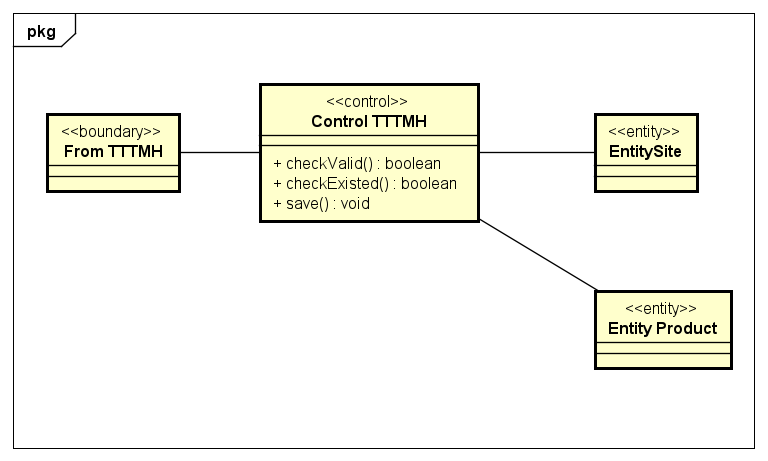 pkg
<<boundary>>
From TTTMH
<<control>>
Control TTTMH
+ checkValid() : boolean
+ checkExisted() : boolean
+ save() : void
<<entity>>
EntitySite
<<entity>>
Entity Product